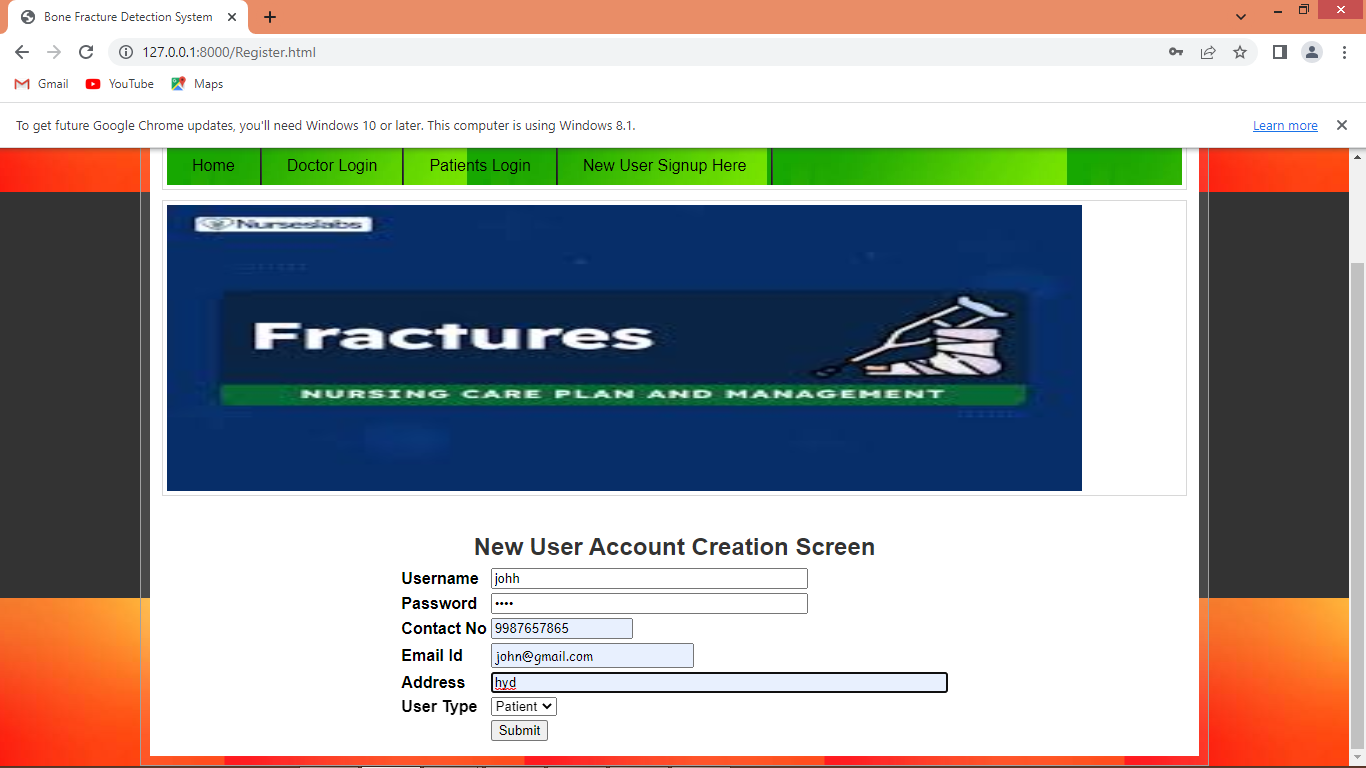 Bone Fracture Detection System
127.0.0.1:8000/Register.html
Gmail YouTube Maps
To get future Google Chrome updates, you'll need Windows 10 or later. This computer is using Windows 8.1. Learn more
Home Doctor Login Patients Login New User Signup Here
Nurseslabs
Fractures
NURSING CARE PLAN AND MANAGEMENT
New User Account Creation Screen
Username johh
Password ••••
Contact No 9987657865
Email Id john@gmail.com
Address hyd
User Type Patient
Submit